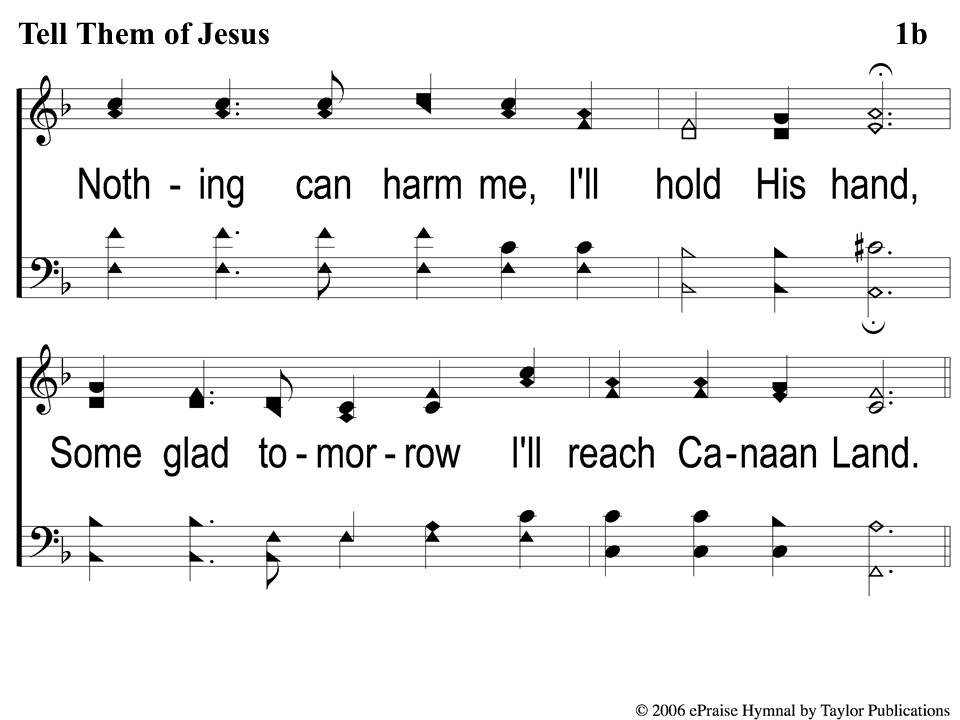 Tell Them of Jesus 1b
Noth - ing can harm me, I'll hold His hand,
Some glad to - mor - row I'll reach Ca - naan Land.
© 2006 ePraise Hymnal by Taylor Publications